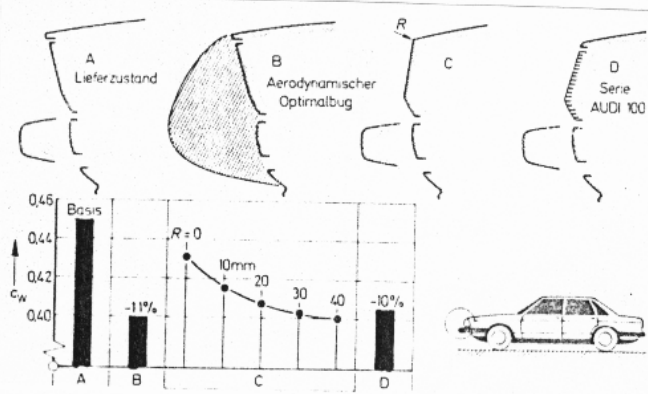 A
Lieferzustand
B
Aerodynamischer
Optimalbug
R
C
D
Serie
AUDI 100
0,46
0,44
0,42
0,40
c_W
Basis
-11%
R = 0
10mm
20
30
40
-10%
A
B
C
D